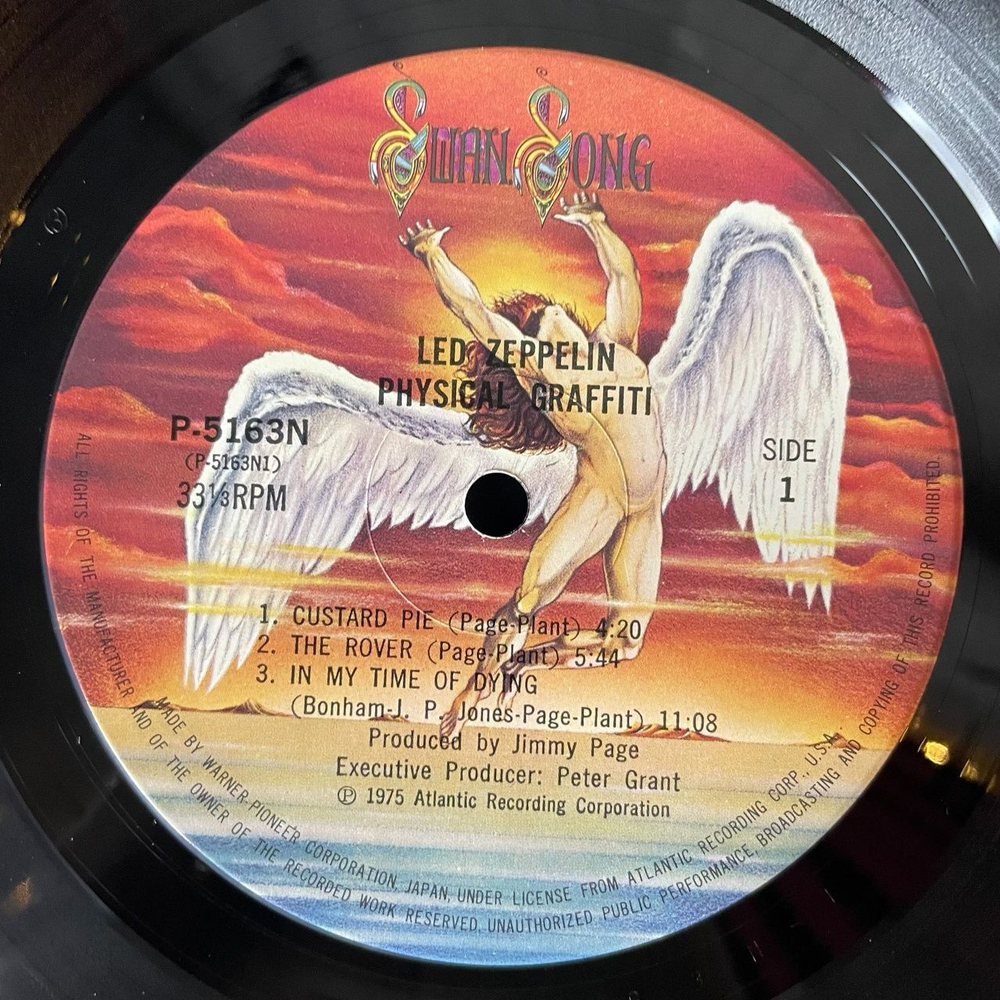 SWAN SONG
LED ZEPPELIN
PHYSICAL GRAFFITI
P-5163N
(P-5163N1)
33⅓RPM
SIDE
1
1. CUSTARD PIE (Page-Plant) 4:20
2. THE ROVER (Page-Plant) 5:44
3. IN MY TIME OF DYING
(Bonham-J. P. Jones-Page-Plant) 11:08
Produced by Jimmy Page
Executive Producer: Peter Grant
Ⓟ 1975 Atlantic Recording Corporation
MADE BY WARNER-PIONEER CORPORATION, JAPAN, UNDER LICENSE FROM ATLANTIC RECORDING CORP., U.S.A.
ALL RIGHTS OF THE MANUFACTURER AND OF THE OWNER OF THE RECORDED WORK RESERVED. UNAUTHORIZED PUBLIC PERFORMANCE, BROADCASTING AND COPYING OF THIS RECORD PROHIBITED.